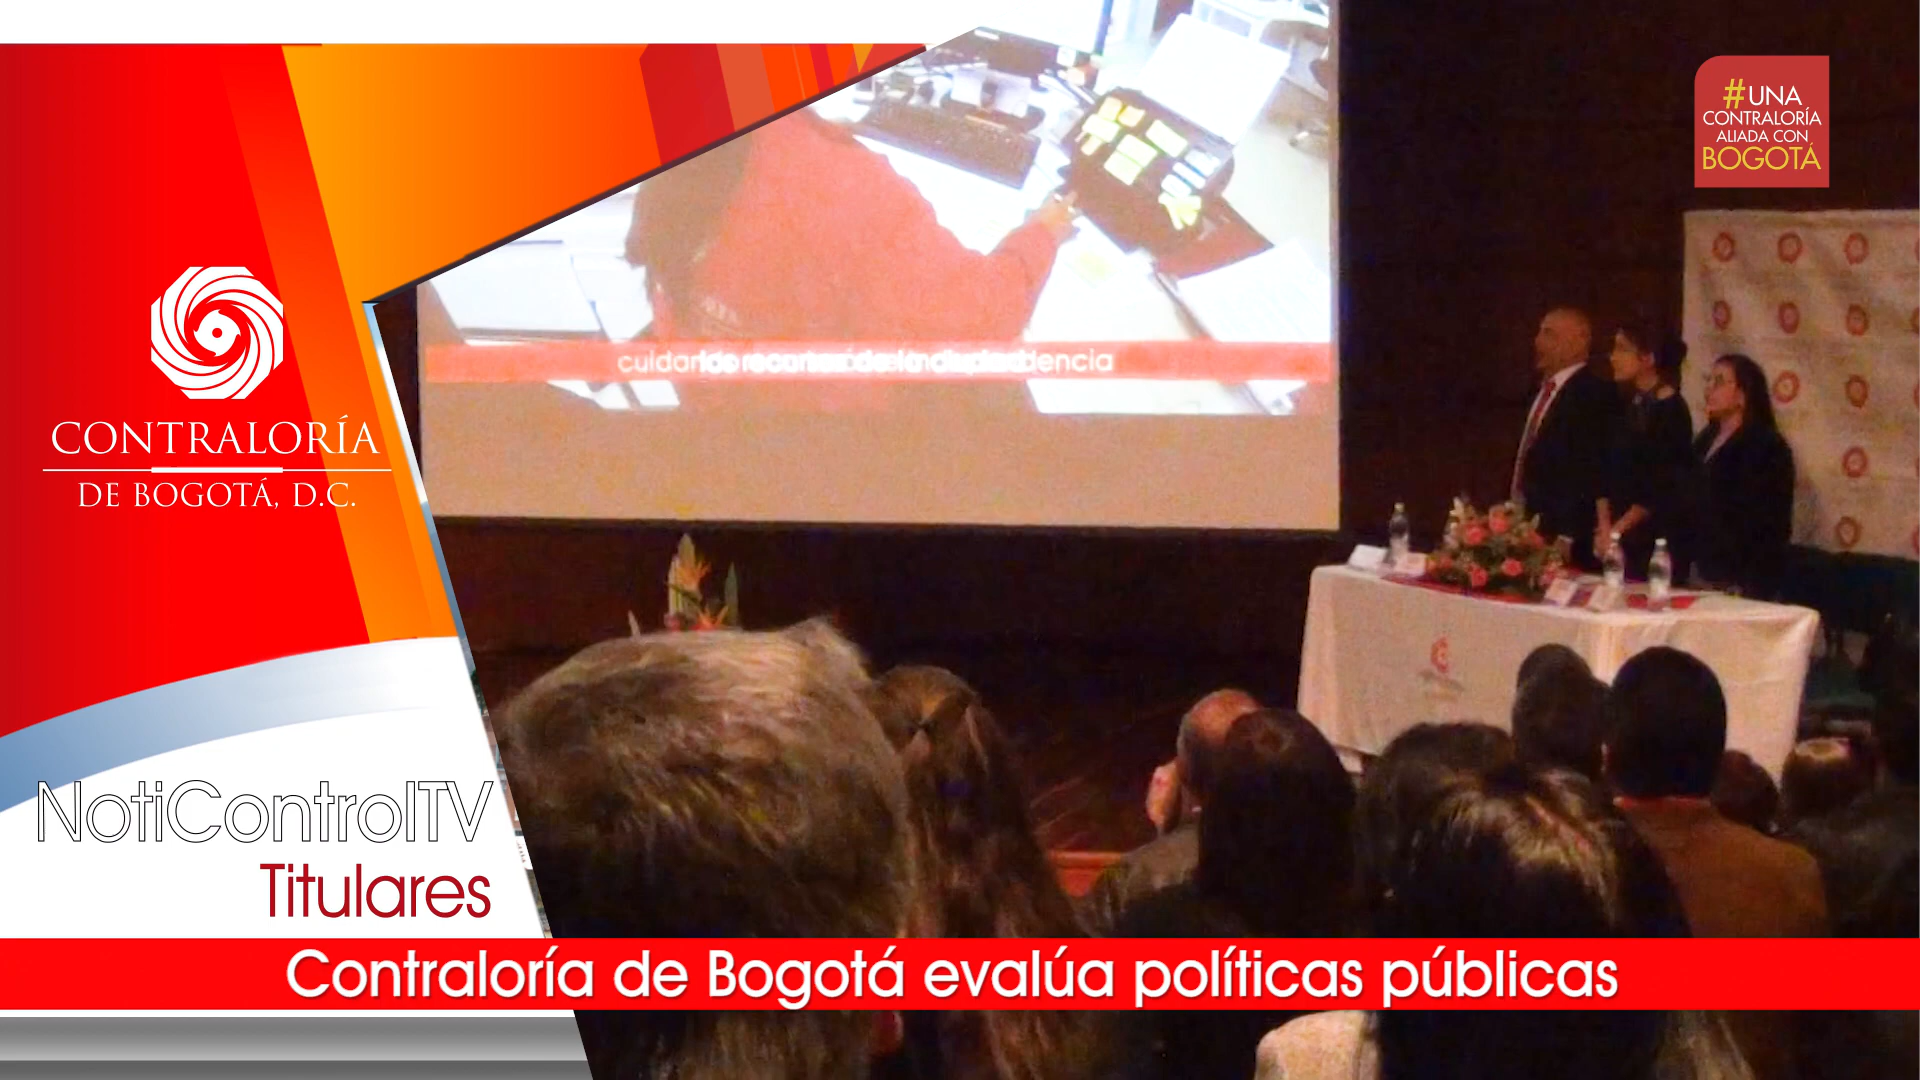 #UNA
CONTRALORÍA
ALIADA CON
BOGOTÁ
CONTRALORÍA
DE BOGOTÁ, D.C.
NotiControlTV
Titulares
Contraloría de Bogotá evalúa políticas públicas